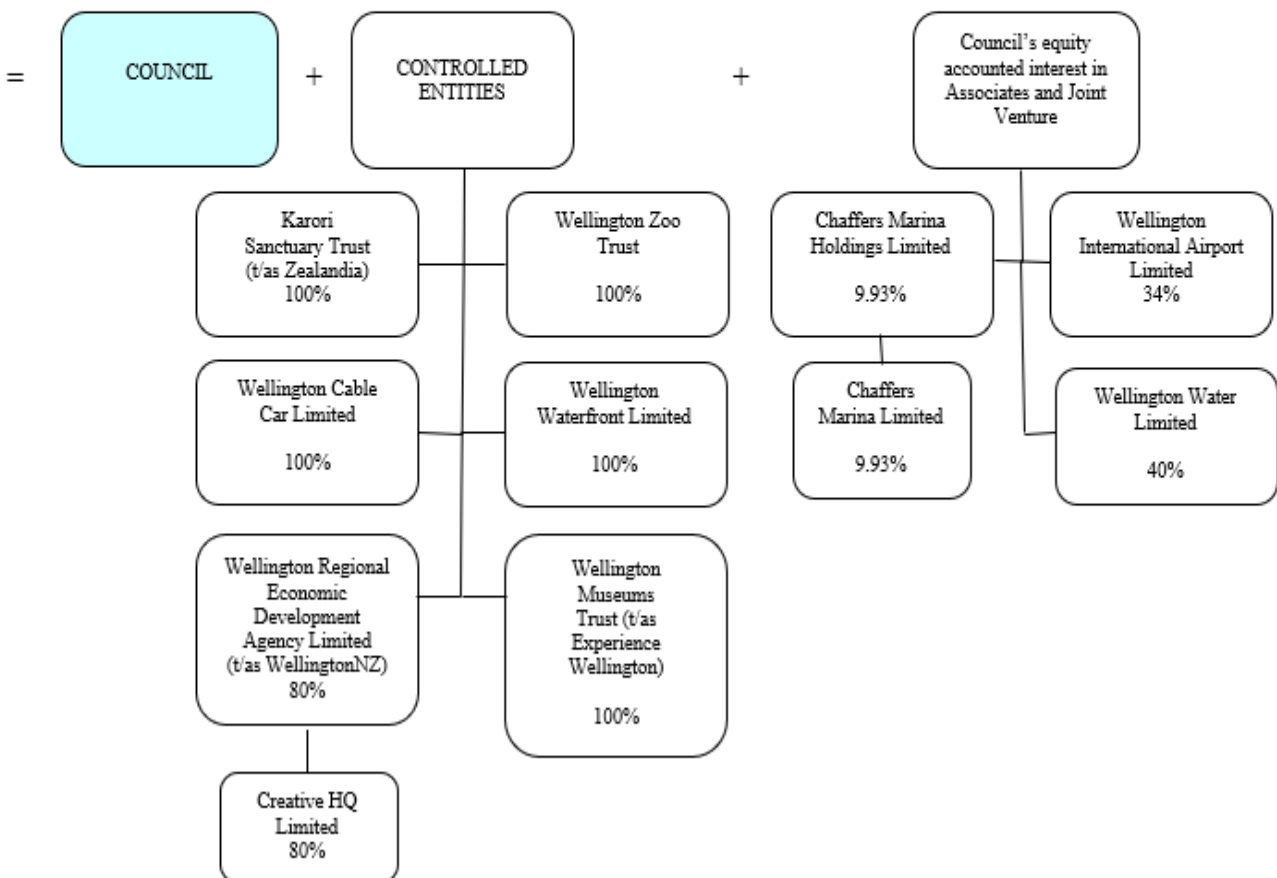 =
COUNCIL
+
CONTROLLED
ENTITIES
+
Council’s equity
accounted interest in
Associates and Joint
Venture
Karori
Sanctuary Trust
(t/as Zealandia)
100%
Wellington Zoo
Trust
100%
Chaffers Marina
Holdings Limited
9.93%
Wellington
International Airport
Limited
34%
Wellington Cable
Car Limited
100%
Wellington
Waterfront Limited
100%
Chaffers
Marina Limited
9.93%
Wellington Water
Limited
40%
Wellington Regional
Economic
Development
Agency Limited
(t/as WellingtonNZ)
80%
Wellington
Museums
Trust (t/as
Experience
Wellington)
100%
Creative HQ
Limited
80%